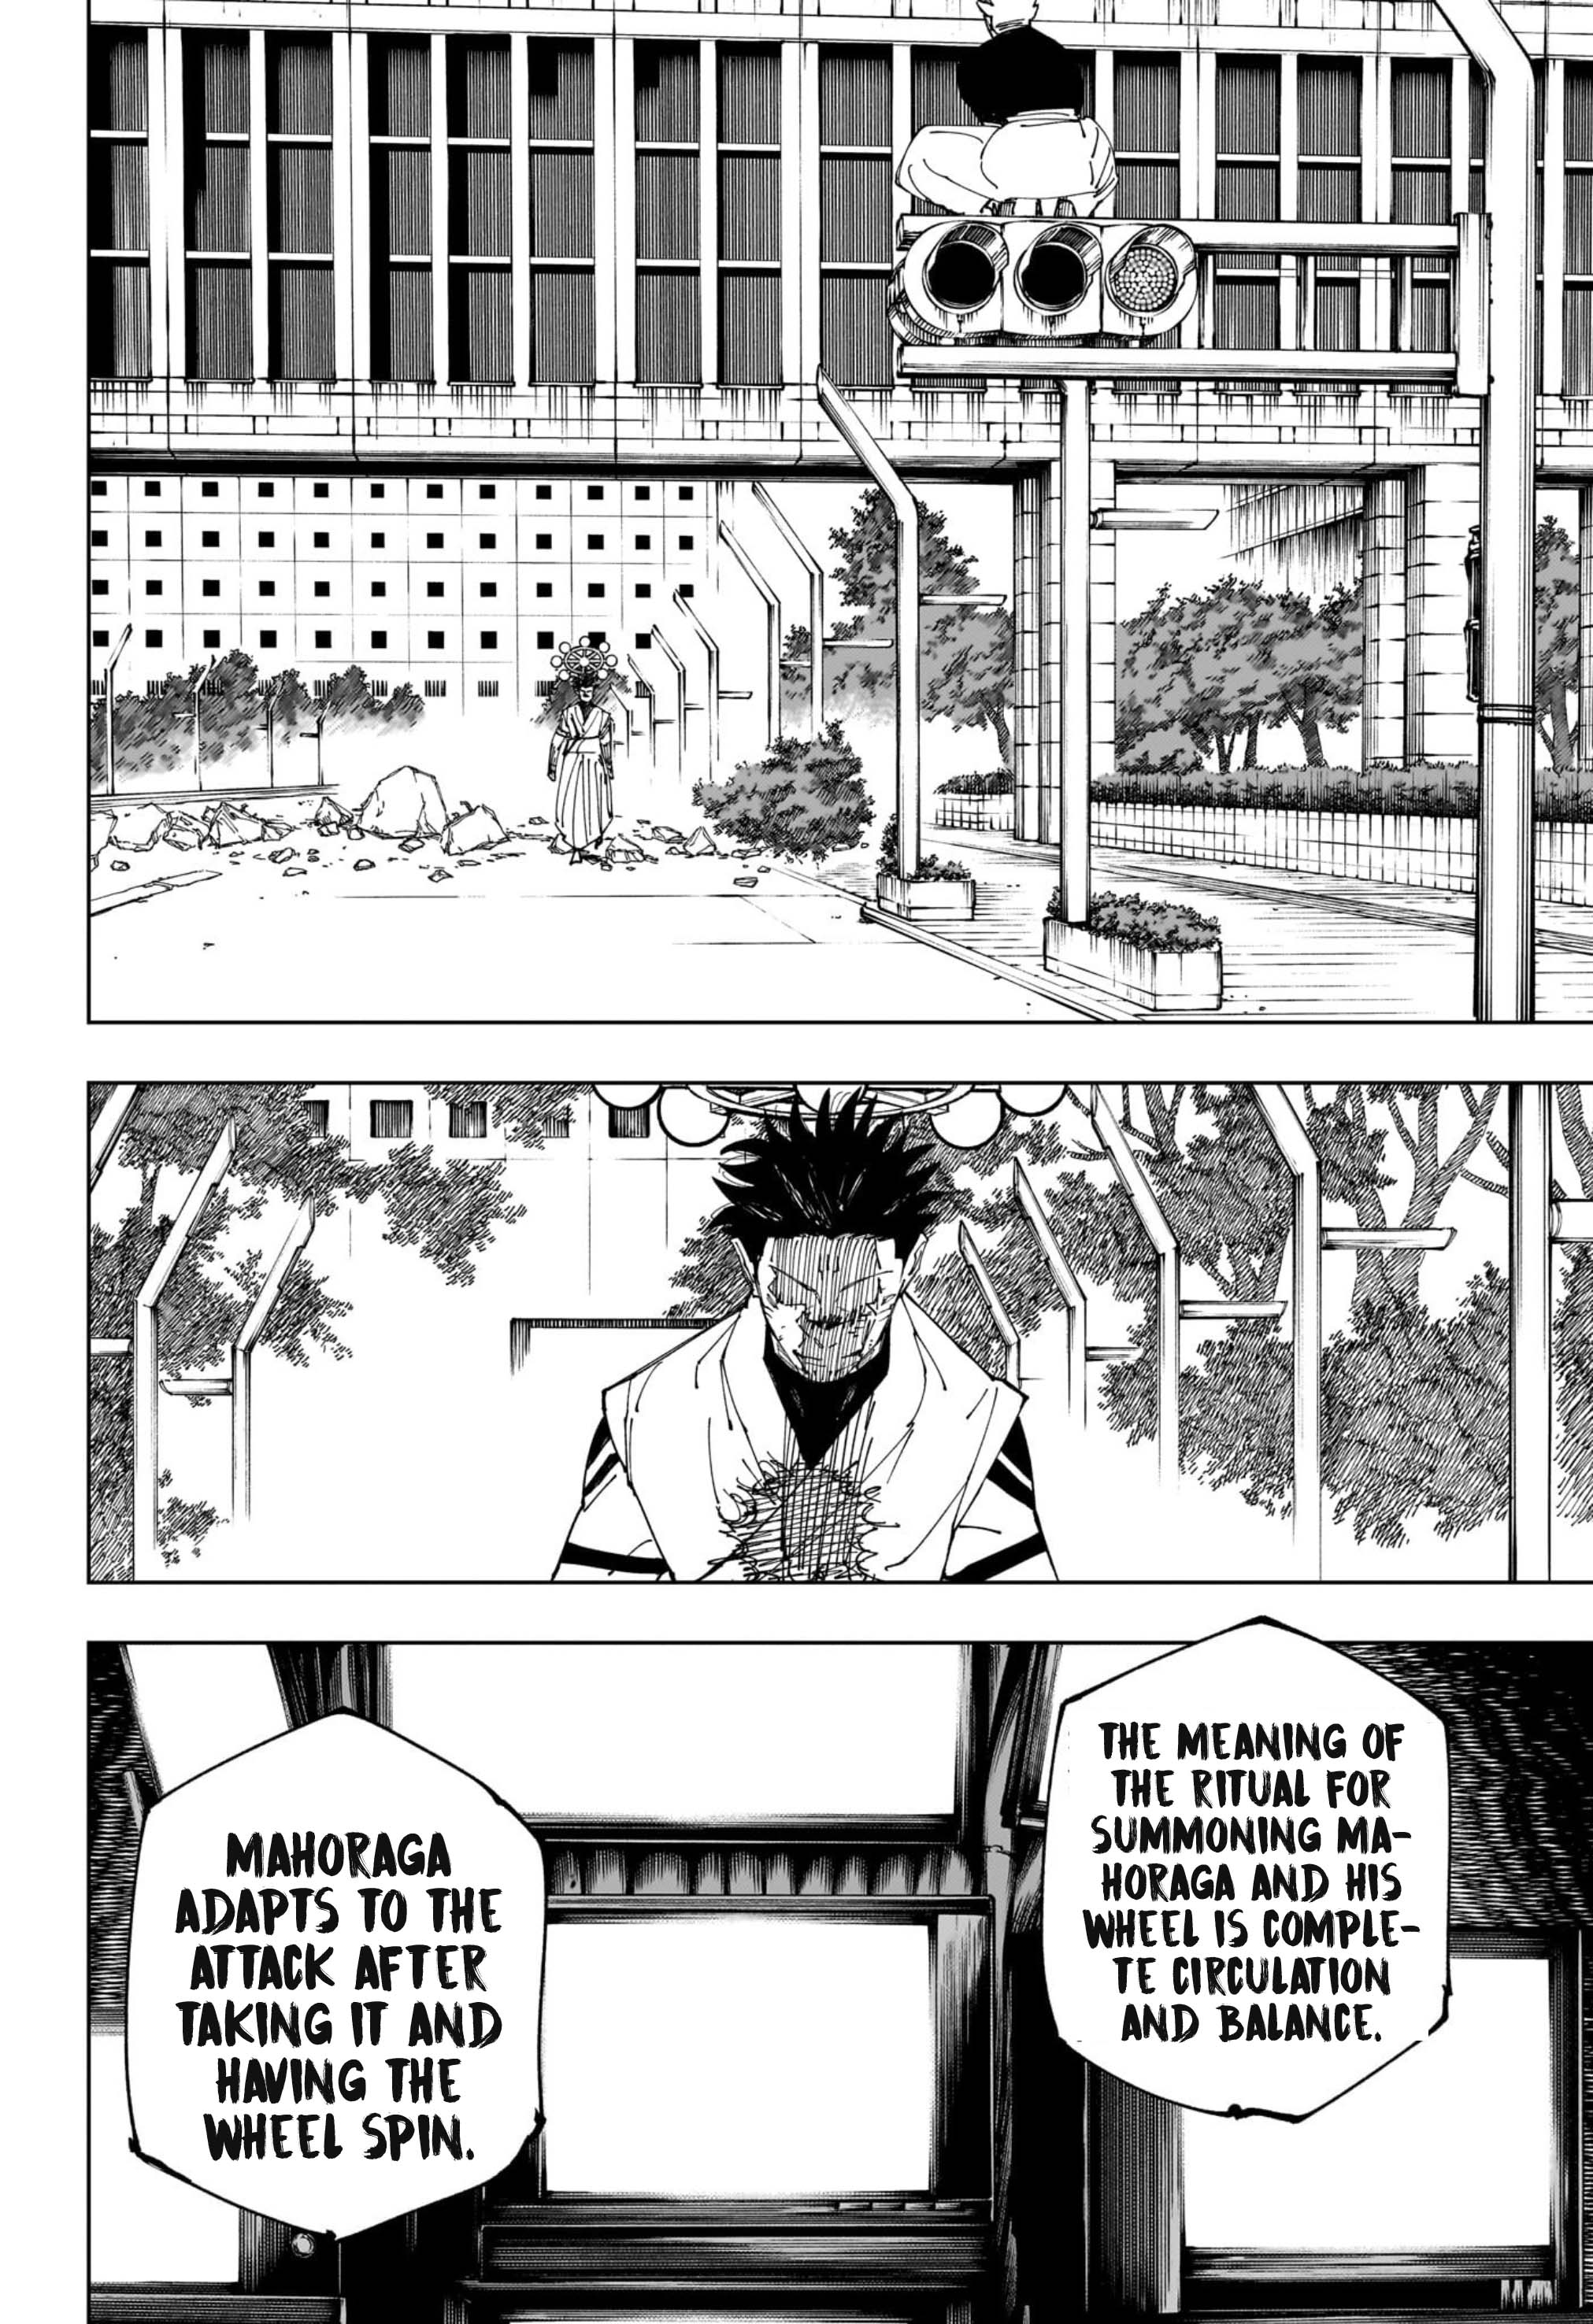 THE MEANING OF
THE RITUAL FOR
SUMMONING MA-
HORAGA AND HIS
WHEEL IS COMPLE-
TE CIRCULATION
AND BALANCE.
MAHORAGA
ADAPTS TO THE
ATTACK AFTER
TAKING IT AND
HAVING THE
WHEEL SPIN.